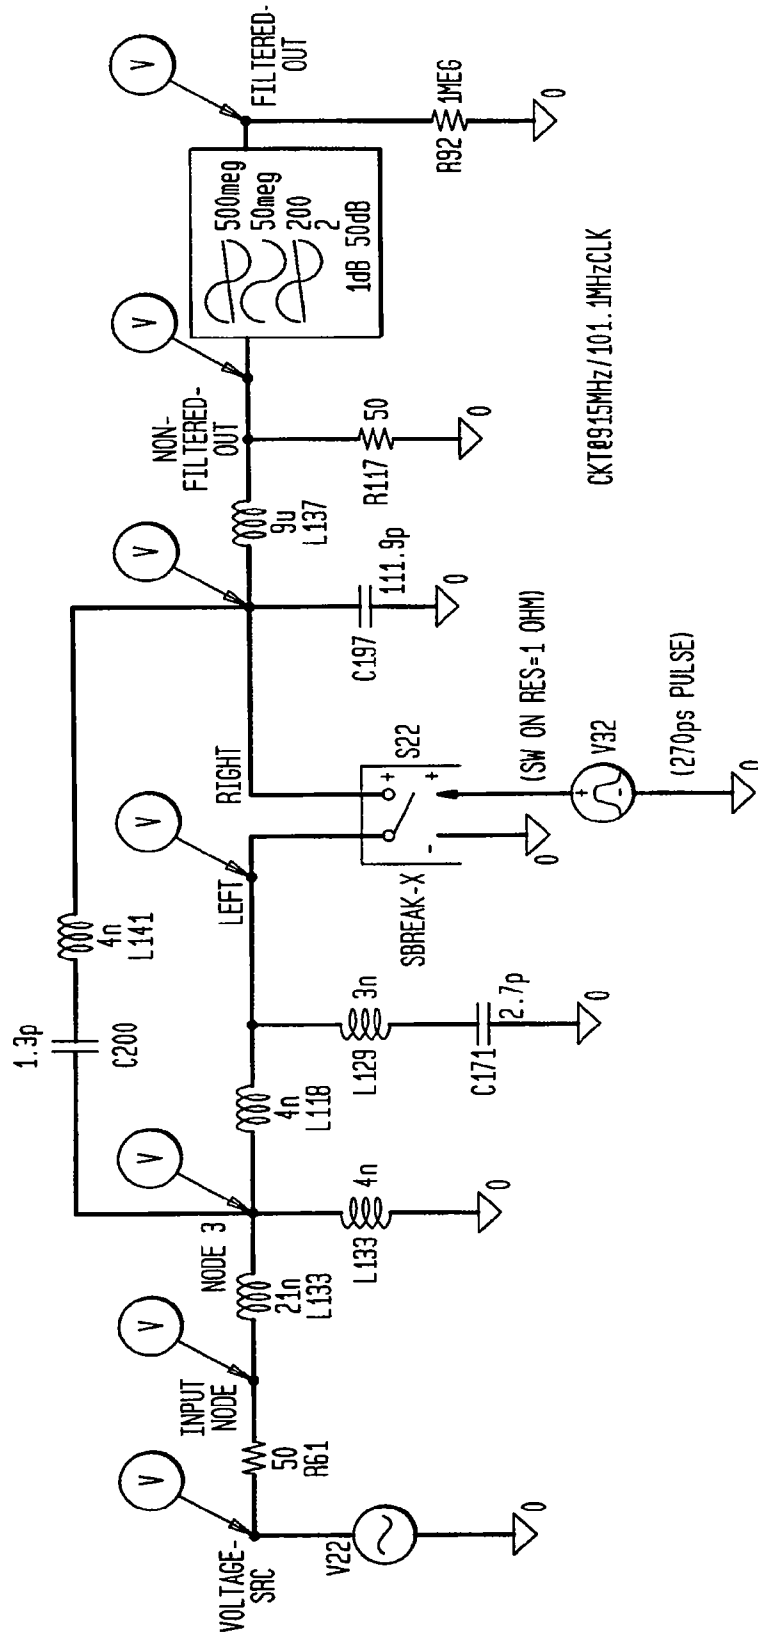 VOLTAGE-
SRC
V22
0
V
50
R61
INPUT
NODE
V
21n
L133
NODE 3
V
4n
L133
0
1.3p
C200
4n
L141
4n
L118
3n
L129
2.7p
C171
0
LEFT
V
RIGHT
S22
+
+
-
SBREAK-X
0
(SW ON RES=1 OHM)
+
-
V32
(270ps PULSE)
0
V
C197
111.9p
0
9u
L137
NON-
FILTERED-
OUT
V
50
R117
0
500meg
50meg
200
2
1dB 50dB
V
FILTERED-
OUT
1MEG
R92
0
CKT@915MHz/101.1MHzCLK